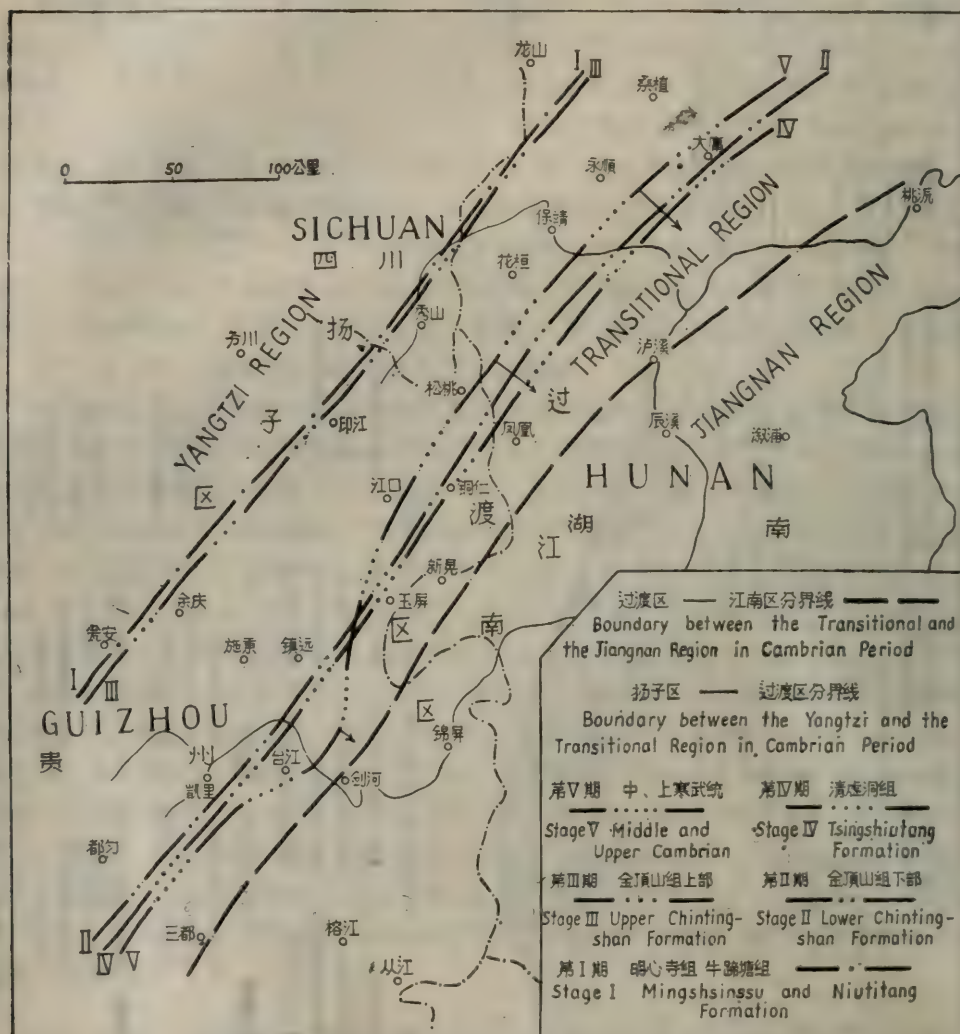 龙山
I
III
桑植
V
II
IV
0 50 100公里
永顺
大庸
桃源
保靖
SICHUAN
四川
花垣
TRANSITIONAL REGION
YANGTZI REGION
扬
秀山
JIANGNAN REGION
泸溪
松桃
过
子
印江
凤凰
辰溪
溆浦
HUNAN
区
江口
铜仁
渡
湖
南
江
新晃
余庆
玉屏
南
瓮安
施秉
镇远
区
I
III
GUIZHOU
贵
区
锦屏
州
台江
剑河
凯里
都匀
II
IV
V
三都
榕江
从江
过渡区 — 江南区分界线
Boundary between the Transitional and
the Jiangnan Region in Cambrian Period
扬子区 — 过渡区分界线
Boundary between the Yangtzi and the
Transitional Region in Cambrian Period
第V期 中、上寒武统
Stage V Middle and
Upper Cambrian
第IV期 清虚洞组
Stage IV Tsingshiutong
Formation
第III期 金顶山组上部
Stage III Upper Chinting-
shan Formation
第II期 金顶山组下部
Stage II Lower Chinting-
shan Formation
第I期 明心寺组 牛蹄塘组
Stage I Mingshsinssu and Niutitang
Formation